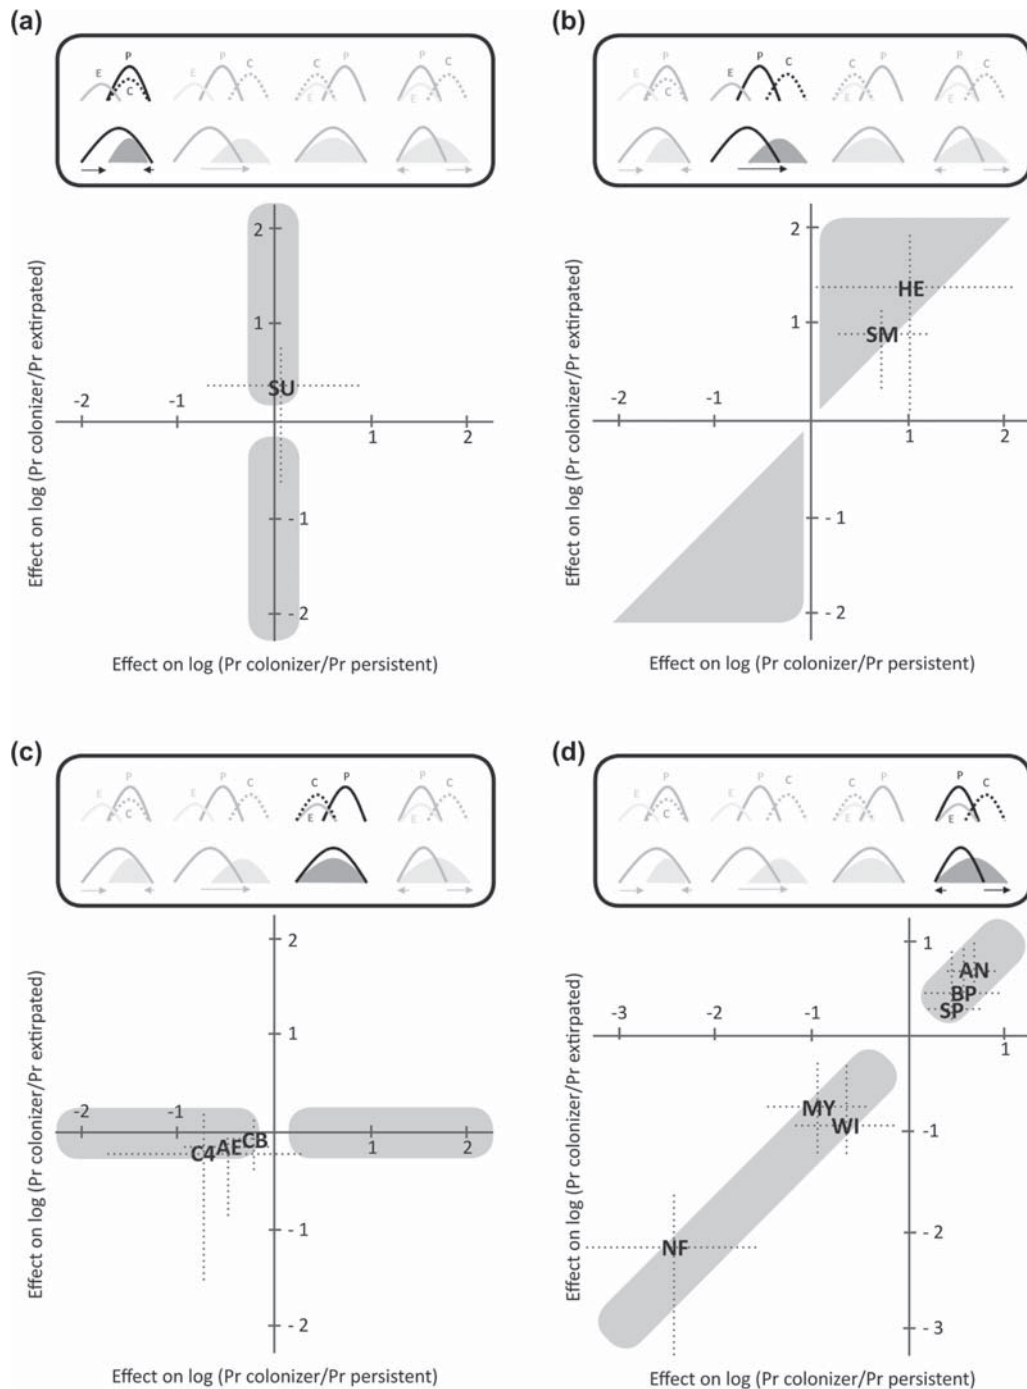 (a)
P
E
C
P
E
C
C
P
E
P
C
E
2
1
SU
-2
-1
1
2
- 1
- 2
Effect on log (Pr colonizer/Pr extirpated)
Effect on log (Pr colonizer/Pr persistent)
(b)
P
E
C
P
E
C
C
P
E
P
C
E
2
HE
1
SM
-2
-1
1
2
- 1
- 2
Effect on log (Pr colonizer/Pr extirpated)
Effect on log (Pr colonizer/Pr persistent)
(c)
P
E
C
P
E
C
C
P
E
P
C
E
2
1
-2
-1
C4
AE
CB
1
2
- 1
- 2
Effect on log (Pr colonizer/Pr extirpated)
Effect on log (Pr colonizer/Pr persistent)
(d)
P
E
C
P
E
C
C
P
E
P
C
E
1
AN
BP
SP
-3
-2
-1
1
MY
WI
-1
- 2
NF
- 3
Effect on log (Pr colonizer/Pr extirpated)
Effect on log (Pr colonizer/Pr persistent)